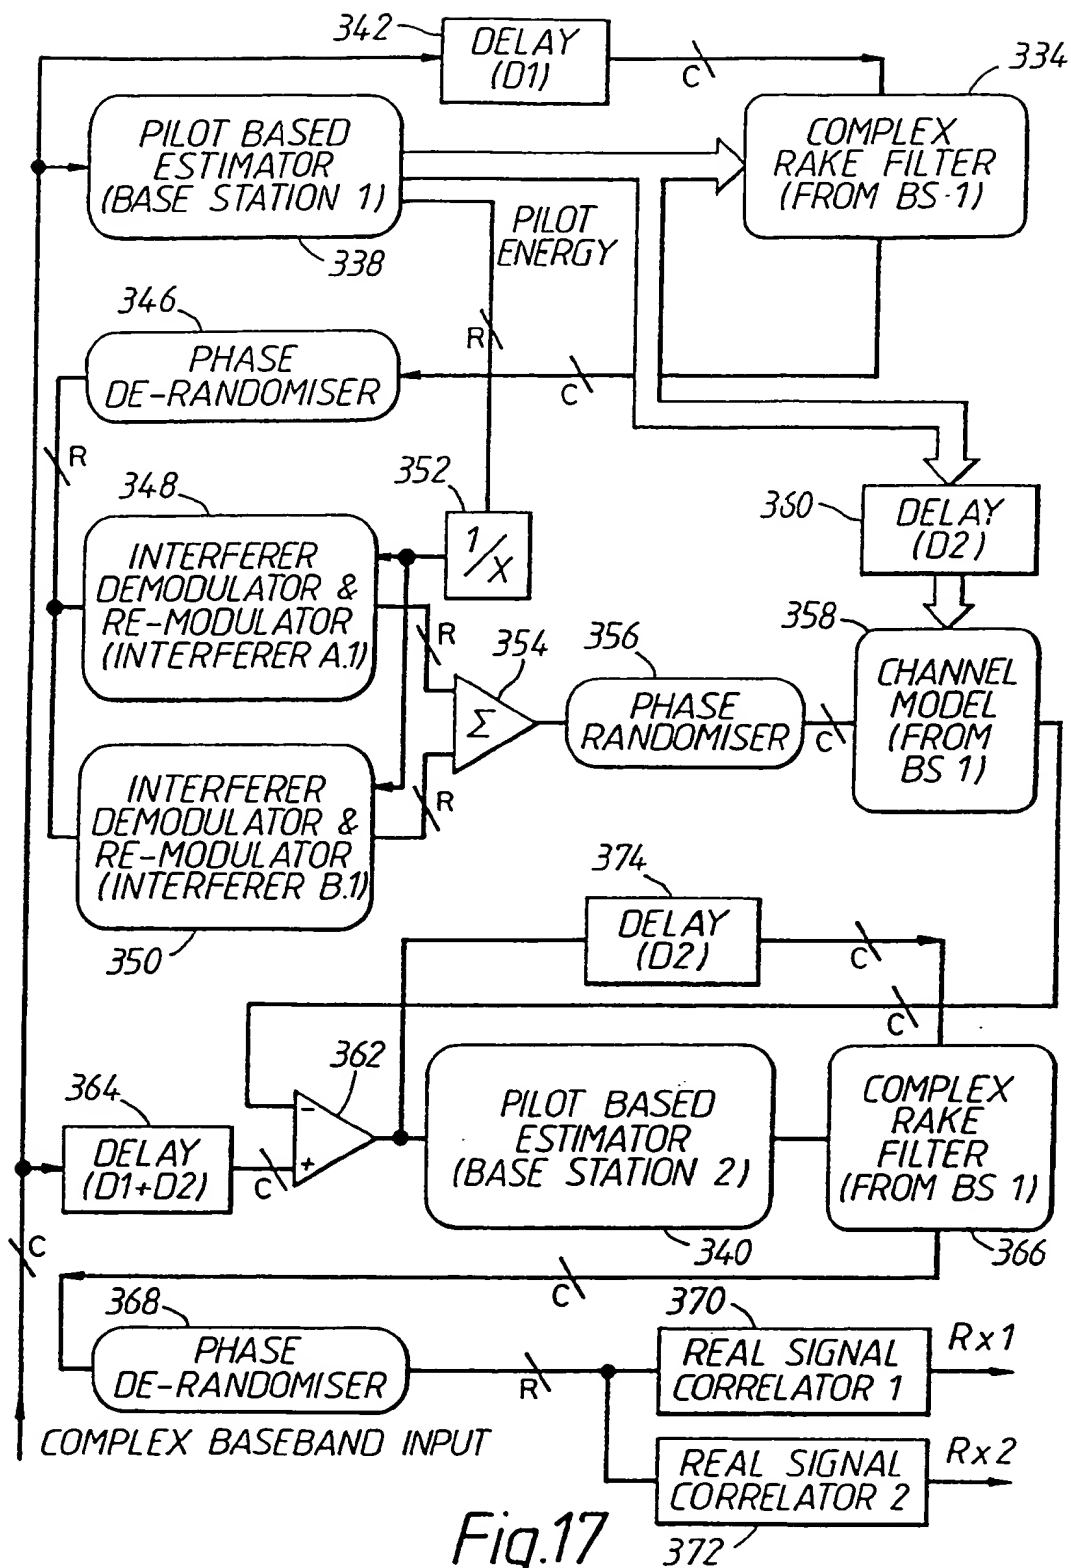 342
DELAY
(D1)
C
334
PILOT BASED
ESTIMATOR
(BASE STATION 1)
338
COMPLEX
RAKE FILTER
(FROM BS-1)
PILOT
ENERGY
346
R
C
PHASE
DE-RANDOMISER
R
348
352
1/X
360
DELAY
(D2)
INTERFERER
DEMODULATOR &
RE-MODULATOR
(INTERFERER A.1)
R
354
Σ
356
PHASE
RANDOMISER
C
358
CHANNEL
MODEL
(FROM
BS 1)
INTERFERER
DEMODULATOR &
RE-MODULATOR
(INTERFERER B.1)
R
350
374
DELAY
(D2)
C
C
362
-
+
364
DELAY
(D1+D2)
C
PILOT BASED
ESTIMATOR
(BASE STATION 2)
340
COMPLEX
RAKE
FILTER
(FROM BS 1)
366
C
C
368
PHASE
DE-RANDOMISER
R
370
REAL SIGNAL
CORRELATOR 1
Rx1
COMPLEX BASEBAND INPUT
REAL SIGNAL
CORRELATOR 2
Rx2
372
Fig.17